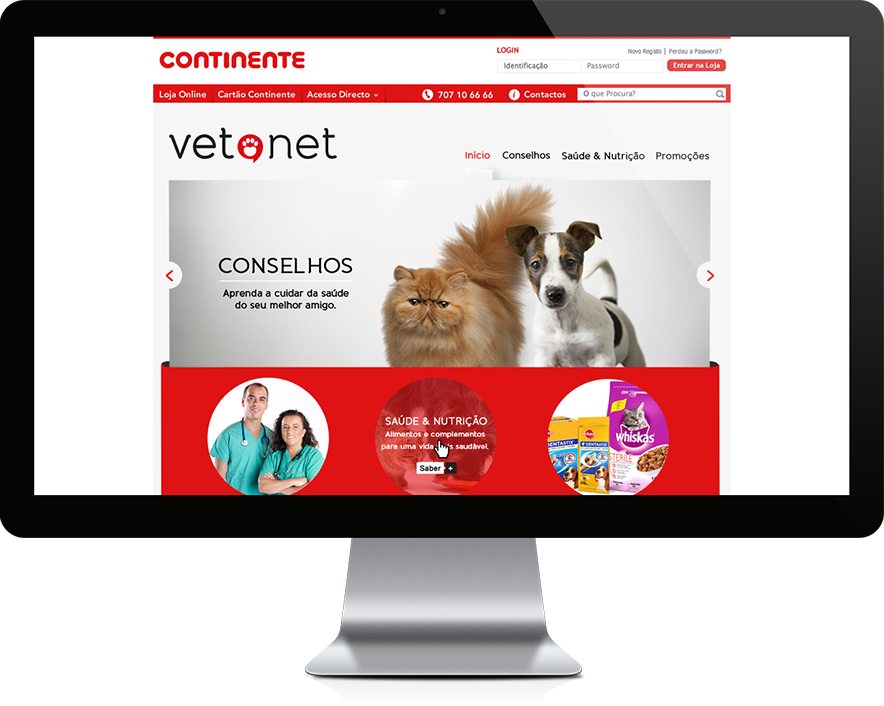 CONTINENTE
LOGIN
Novo Registo | Perdeu a Password?
Identificação
Password
Entrar na Loja
Loja Online
Cartão Continente
Acesso Directo
707 10 66 66
i
Contactos
O que Procura?
vetonet
Início
Conselhos
Saúde & Nutrição
Promoções
CONSELHOS
Aprenda a cuidar da saúde
do seu melhor amigo.
SAÚDE & NUTRIÇÃO
Alimentos e complementos
para uma vida saudável.
Saber +
DENTASTIX
DENTASTIX
whiskas
STERILE